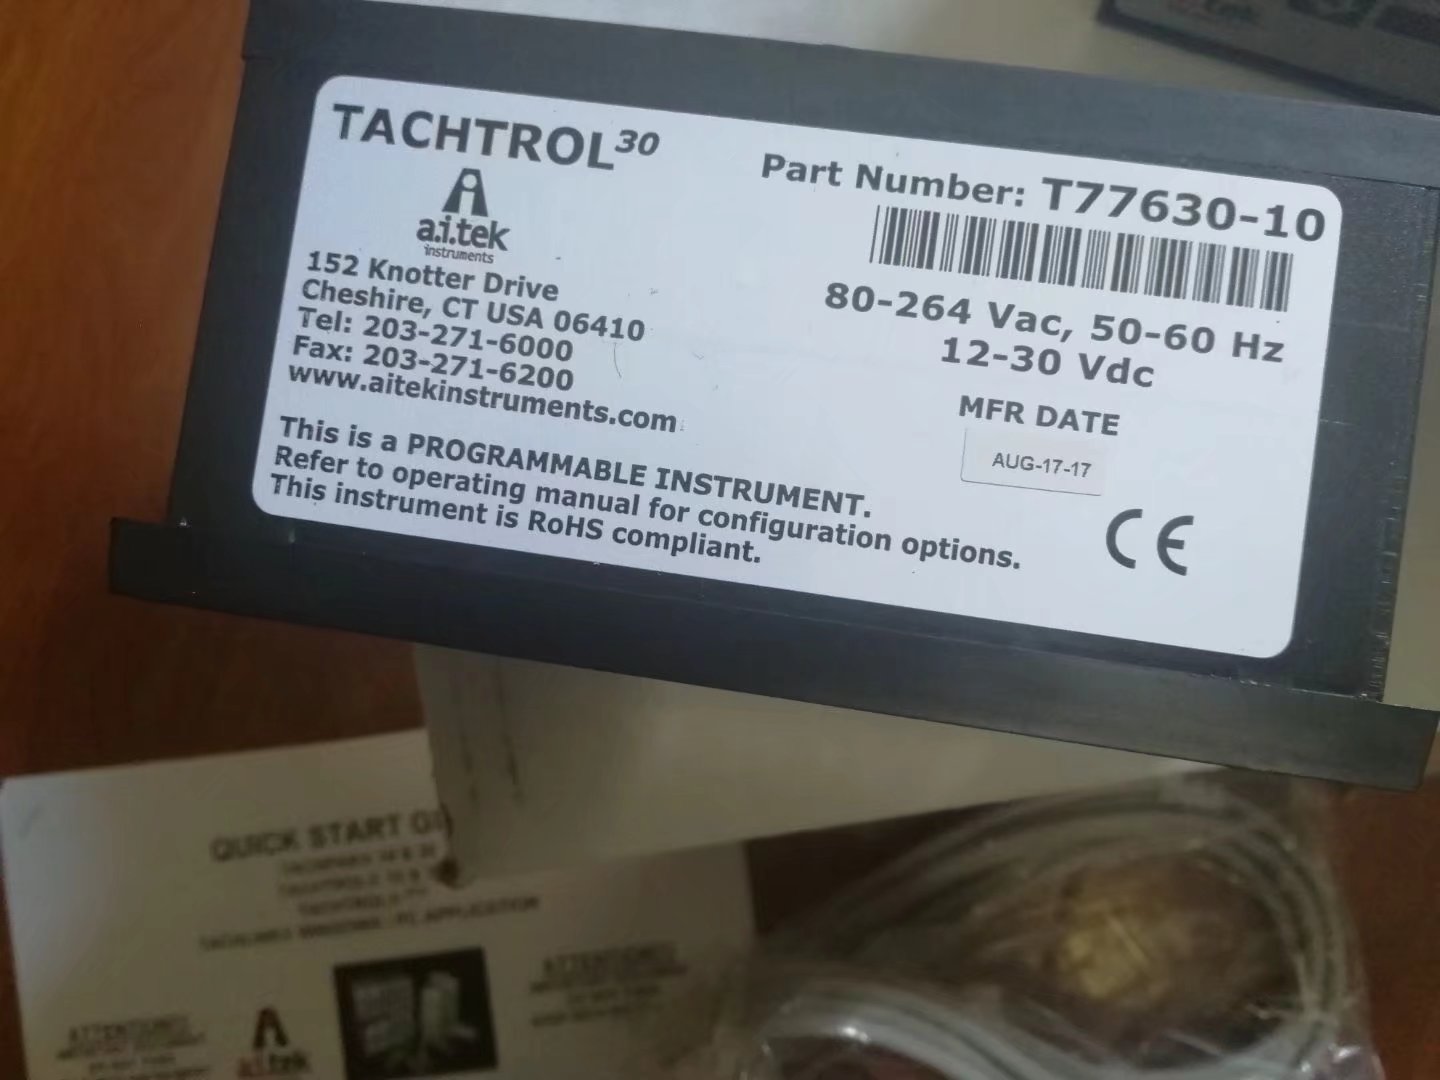 TACHTROL30
a.i.tek
instruments
152 Knotter Drive
Cheshire, CT USA 06410
Tel: 203-271-6000
Fax: 203-271-6200
www.aitekinstruments.com
This is a PROGRAMMABLE INSTRUMENT.
Refer to operating manual for configuration options.
This instrument is RoHS compliant.
Part Number: T77630-10
80-264 Vac, 50-60 Hz
12-30 Vdc
MFR DATE
AUG-17-17
CE
QUICK START
a.i.tek